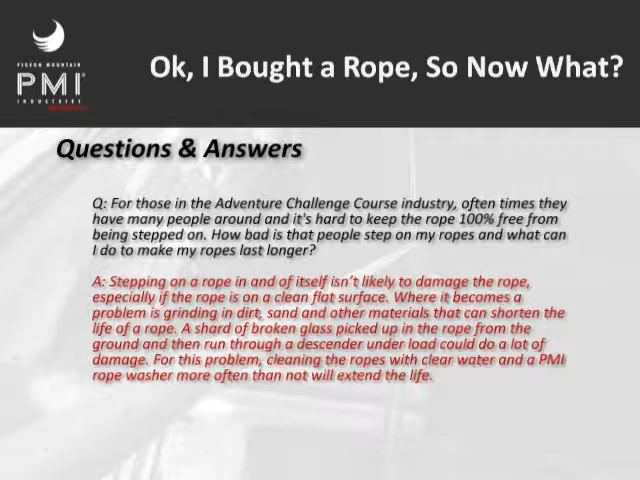 PIGEON MOUNTAIN
PMI®
INDUSTRIES
Ok, I Bought a Rope, So Now What?
Questions & Answers
Q: For those in the Adventure Challenge Course industry, often times they
have many people around and it's hard to keep the rope 100% free from
being stepped on. How bad is that people step on my ropes and what can
I do to make my ropes last longer?
A: Stepping on a rope in and of itself isn't likely to damage the rope,
especially if the rope is on a clean flat surface. Where it becomes a
problem is grinding in dirt, sand and other materials that can shorten the
life of a rope. A shard of broken glass picked up in the rope from the
ground and then run through a descender under load could do a lot of
damage. For this problem, cleaning the ropes with clear water and a PMI
rope washer more often than not will extend the life.